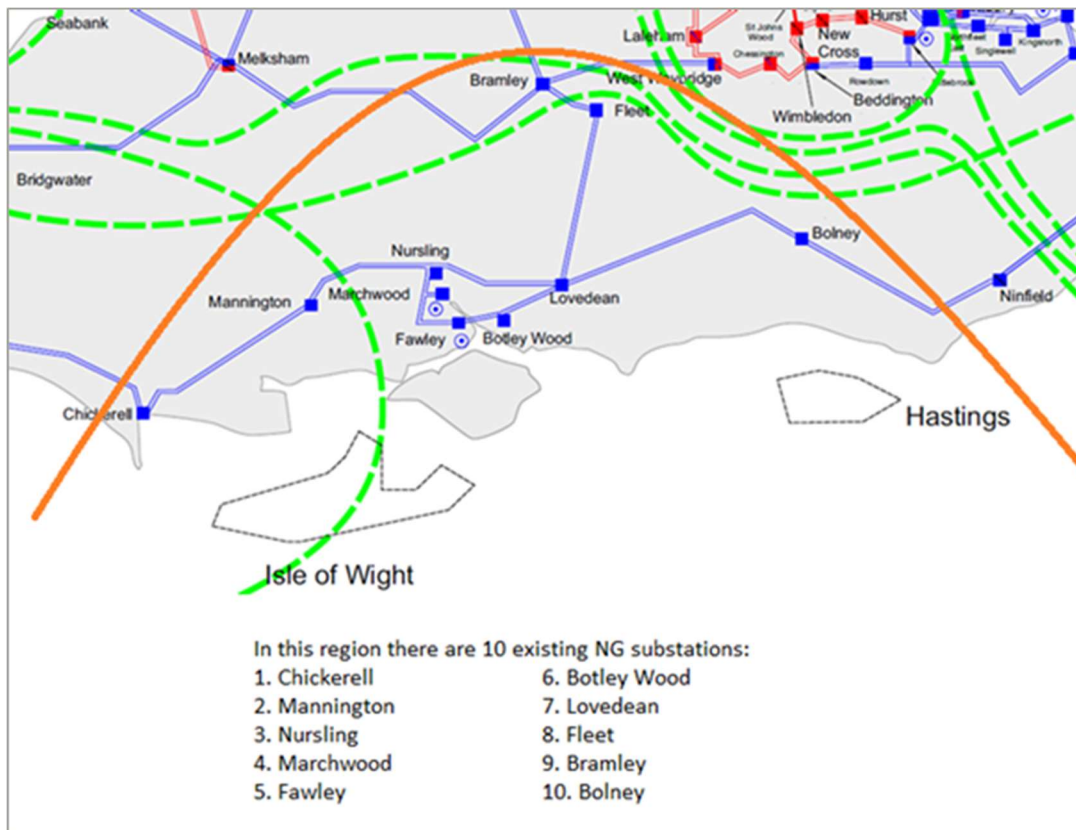 Seabank
Melksham
Bramley
Laleham
St Johns
Wood
Hurst
New
Cross
Chessington
West Weybridge
Rowdown
Singlewell
Kingsnorth
Beddington
Wimbledon
Fleet
Bridgwater
Nursling
Bolney
Mannington
Marchwood
Lovedean
Ninfield
Fawley
Botley Wood
Chickerell
Hastings
Isle of Wight
In this region there are 10 existing NG substations:
1. Chickerell
2. Mannington
3. Nursling
4. Marchwood
5. Fawley
6. Botley Wood
7. Lovedean
8. Fleet
9. Bramley
10. Bolney